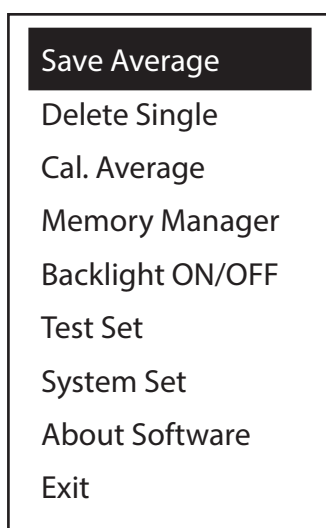 Save Average
Delete Single
Cal. Average
Memory Manager
Backlight ON/OFF
Test Set
System Set
About Software
Exit